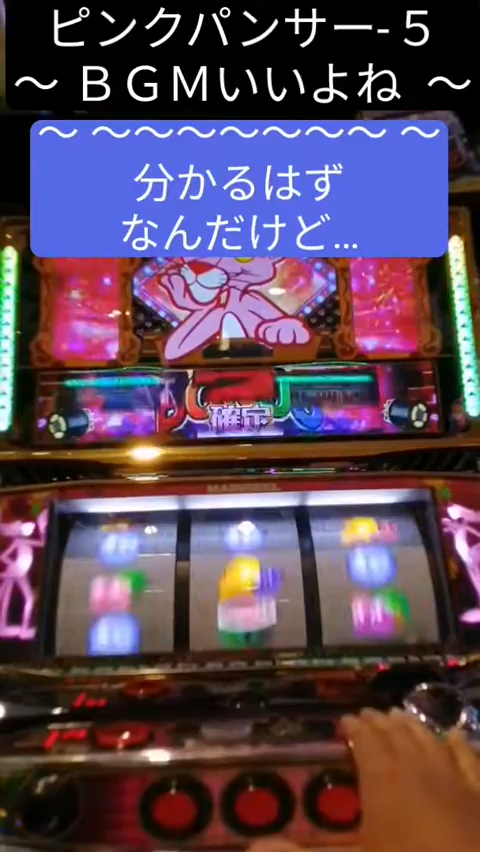 ピンクパンサー-５
～ ＢＧＭいいよね ～
～ ～～～～～～～ ～
分かるはず
なんだけど...
確定